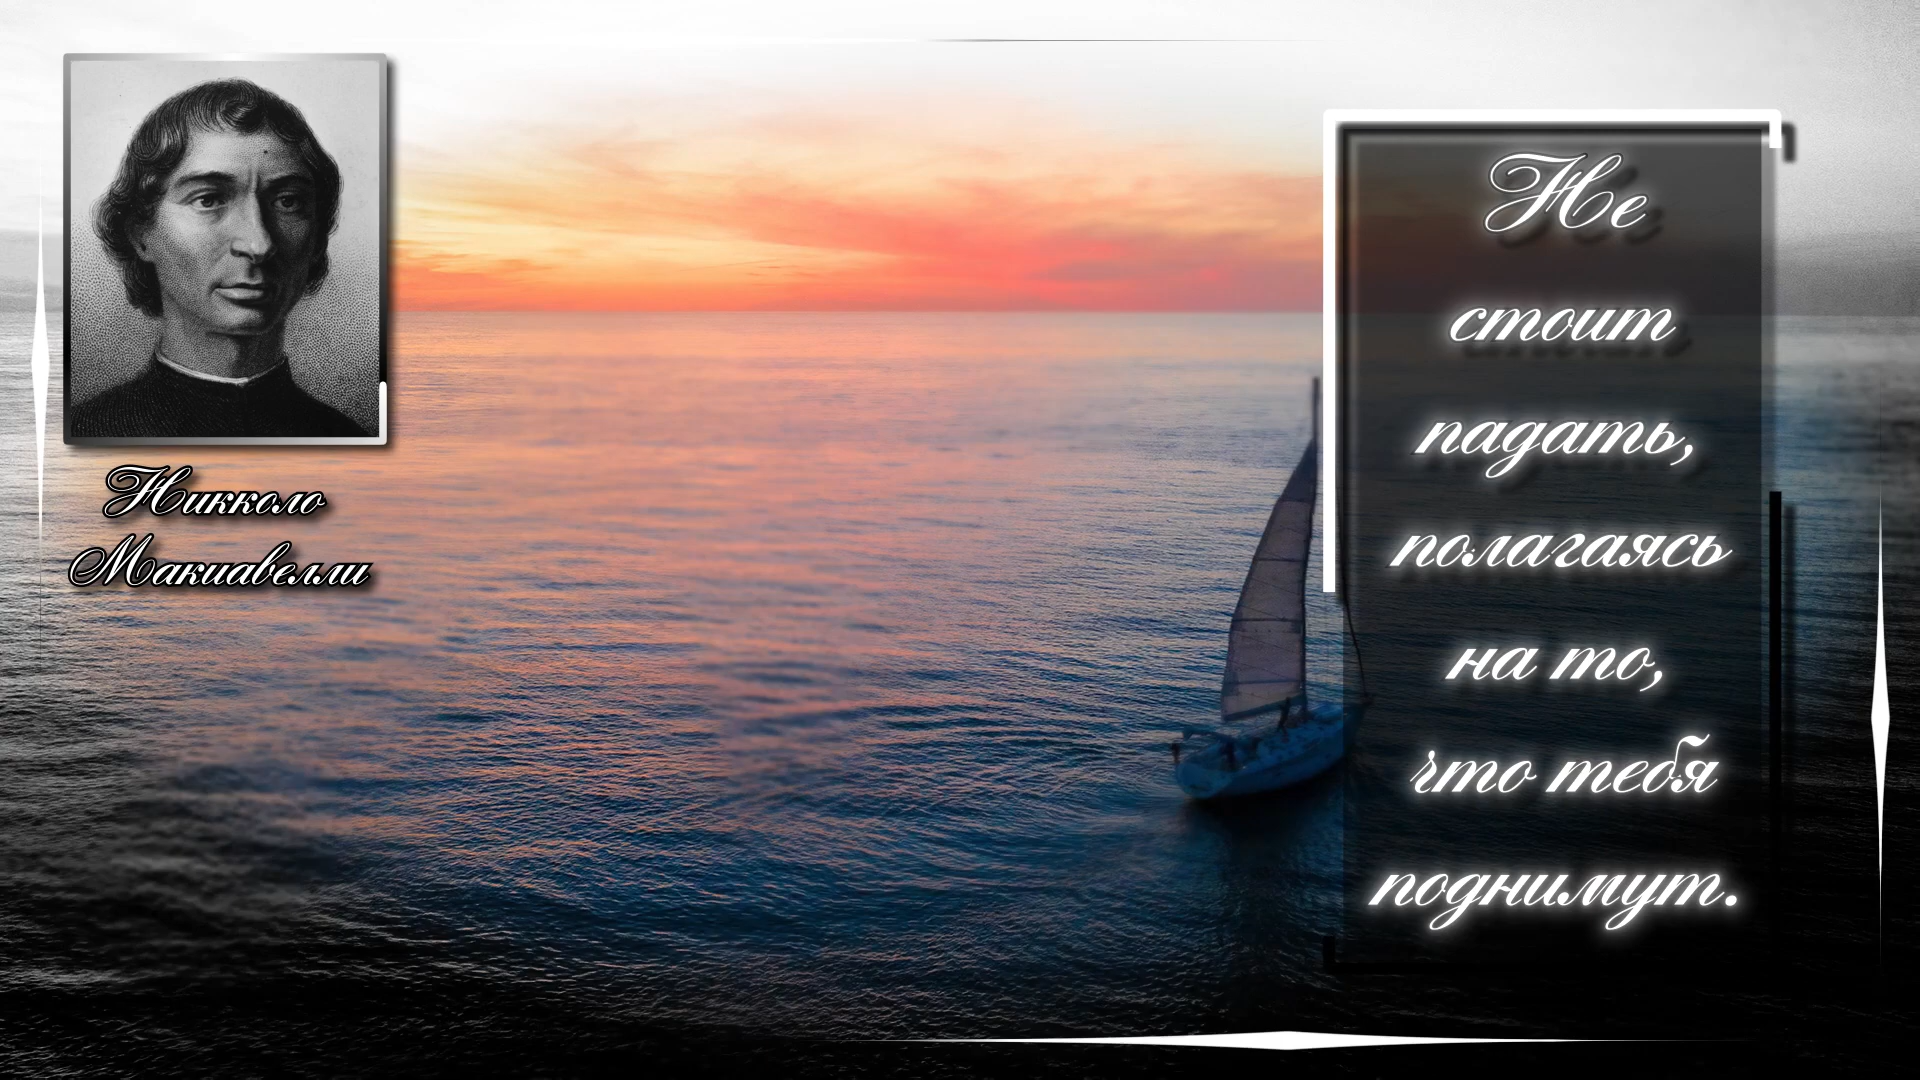 Никколо
Макиавелли
Не
стоит
падать,
полагаясь
на то,
что тебя
поднимут.